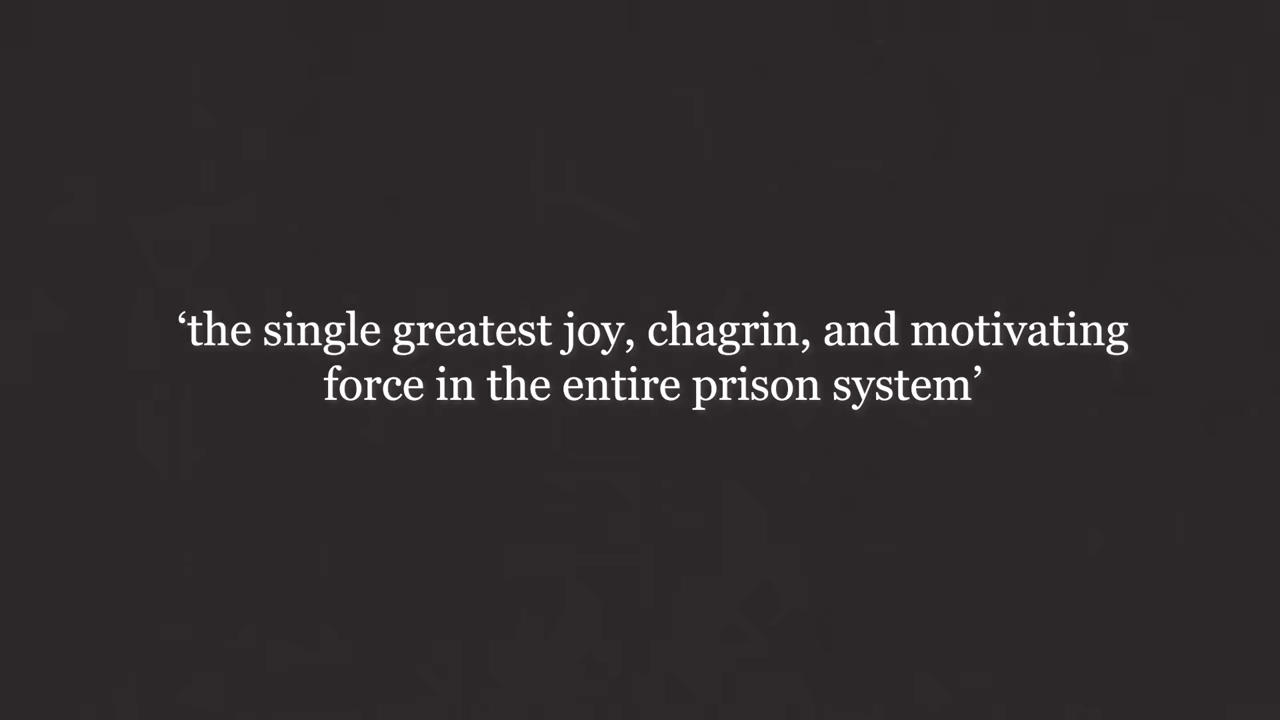 ‘the single greatest joy, chagrin, and motivating
force in the entire prison system’